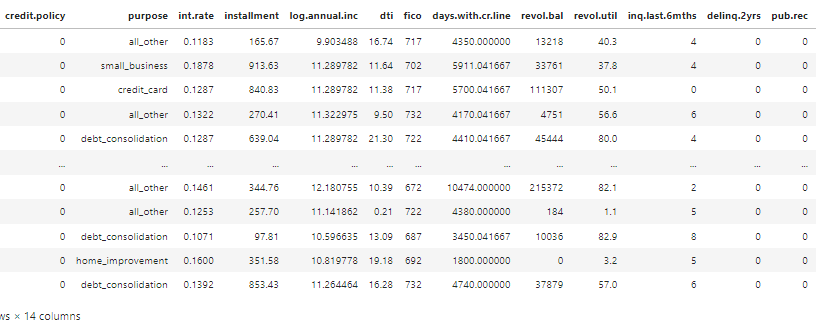 credit.policy purpose int.rate installment log.annual.inc dti fico days.with.cr.line revol.bal revol.util inq.last.6mths delinq.2yrs pub.rec
0 all_other 0.1183 165.67 9.903488 16.74 717 4350.000000 13218 40.3 4 0 0
0 small_business 0.1878 913.63 11.289782 11.64 702 5911.041667 33761 37.8 4 0 0
0 credit_card 0.1287 840.83 11.289782 11.38 717 5700.041667 111307 50.1 0 0 0
0 all_other 0.1322 270.41 11.322975 9.50 732 4170.041667 4751 56.6 6 0 0
0 debt_consolidation 0.1287 639.04 11.289782 21.30 722 4410.041667 45444 80.0 4 0 0
... ... ... ... ... ... ... ... ... ... ... ... ...
0 all_other 0.1461 344.76 12.180755 10.39 672 10474.000000 215372 82.1 2 0 0
0 all_other 0.1253 257.70 11.141862 0.21 722 4380.000000 184 1.1 5 0 0
0 debt_consolidation 0.1071 97.81 10.596635 13.09 687 3450.041667 10036 82.9 8 0 0
0 home_improvement 0.1600 351.58 10.819778 19.18 692 1800.000000 0 3.2 5 0 0
0 debt_consolidation 0.1392 853.43 11.264464 16.28 732 4740.000000 37879 57.0 6 0 0
ws × 14 columns